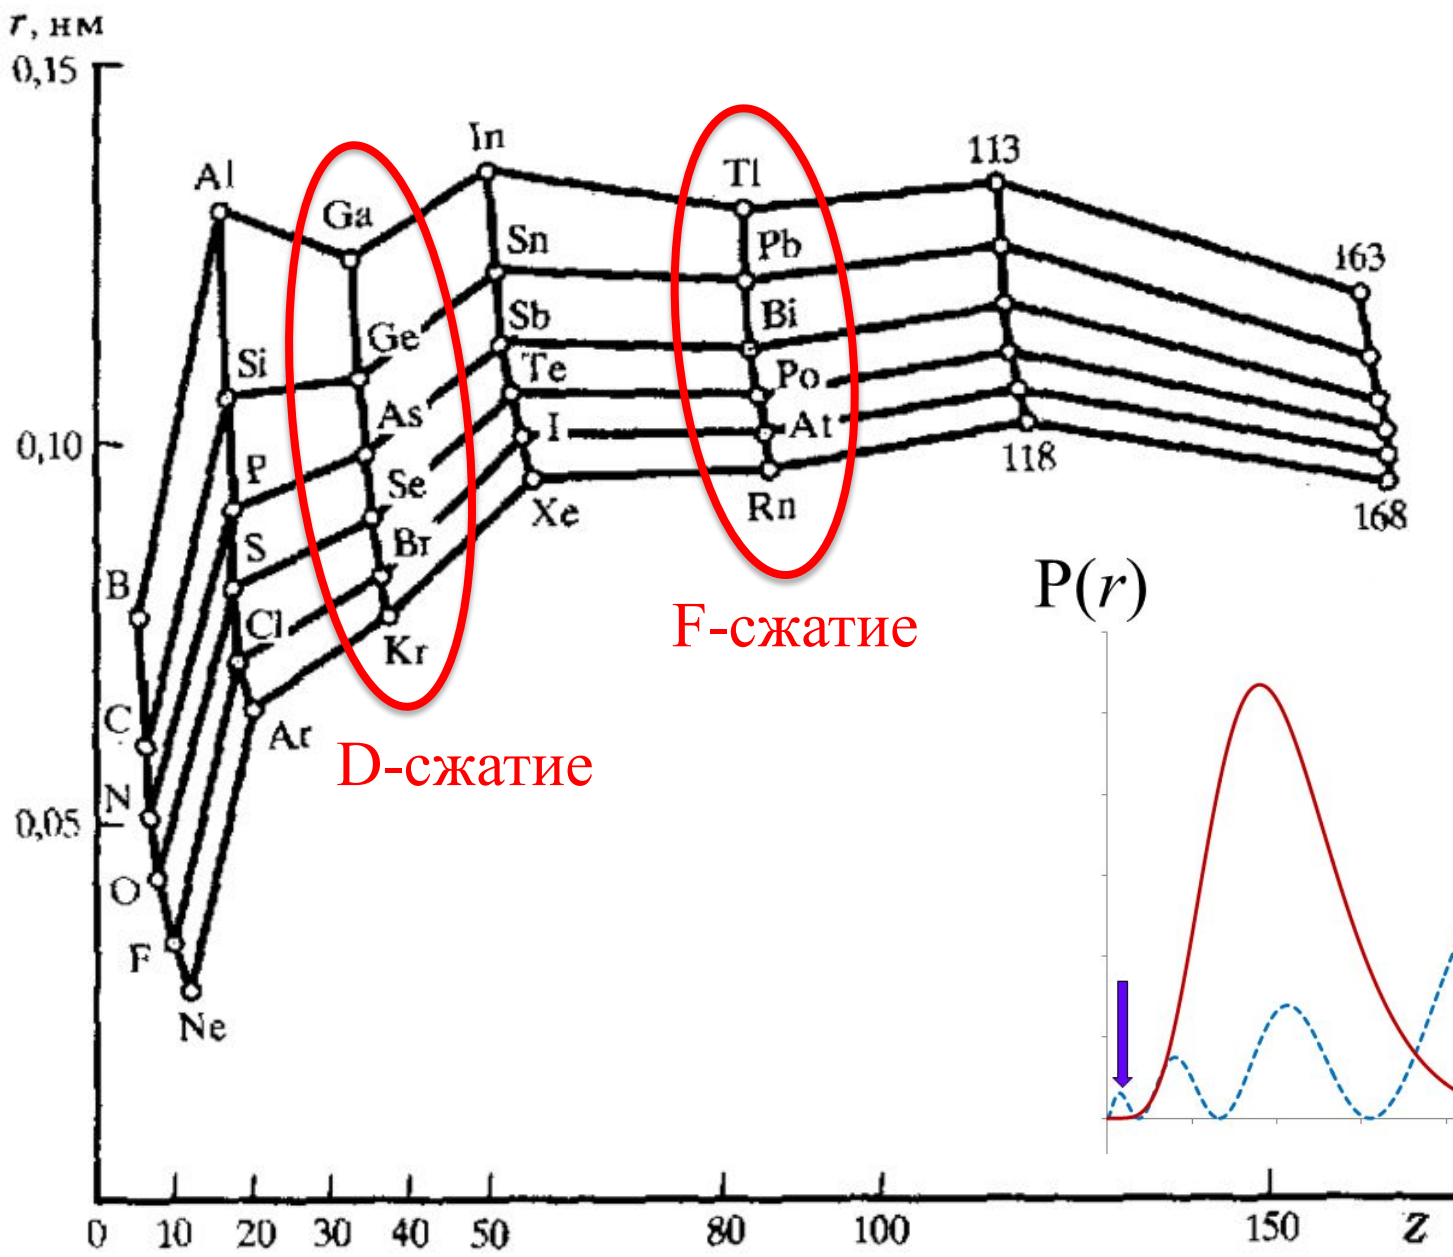 r, нм
0,15
0,10
0,05
B
C
N
O
F
Ne
Al
Si
P
S
Cl
Ar
Ga
Ge
As
Se
Br
Kr
In
Sn
Sb
Te
I
Xe
Tl
Pb
Bi
Po
At
Rn
113
118
163
168
D-сжатие
F-сжатие
P(r)
0 10 20 30 40 50 80 100 150 Z